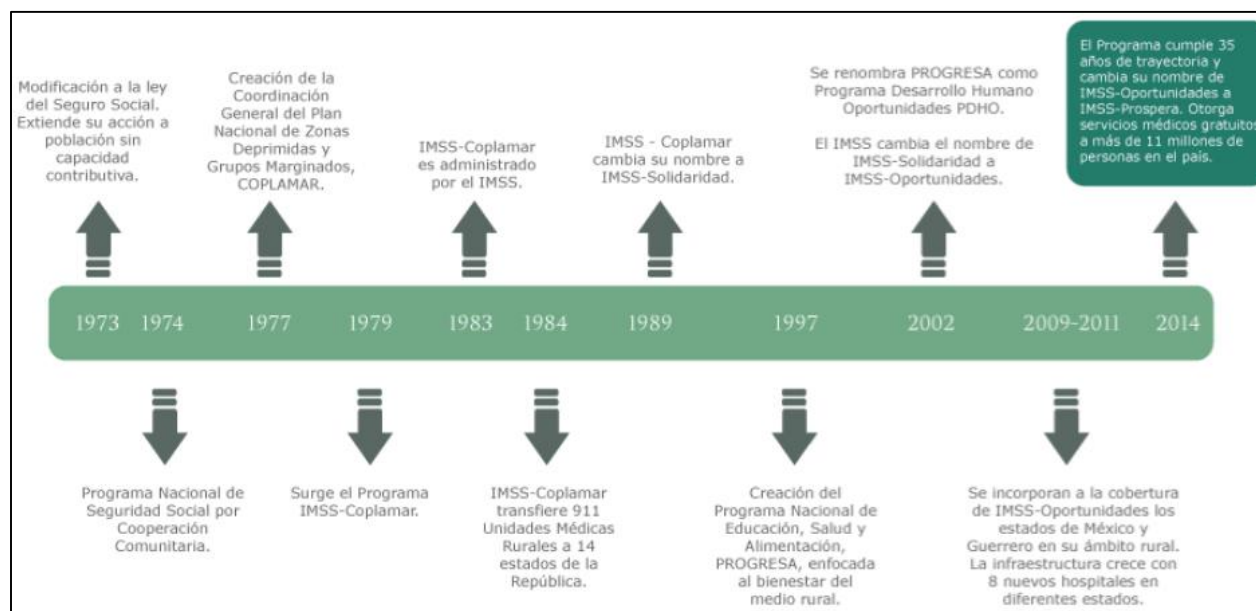 Modificación a la ley
del Seguro Social.
Extiende su acción a
población sin
capacidad
contributiva.
Creación de la
Coordinación
General del Plan
Nacional de Zonas
Deprimidas y
Grupos Marginados,
COPLAMAR.
IMSS-Coplamar
es administrado
por el IMSS.
IMSS - Coplamar
cambia su nombre a
IMSS-Solidaridad.
Se renombra PROGRESA como
Programa Desarrollo Humano
Oportunidades PDHO.
El IMSS cambia el nombre de
IMSS-Solidaridad a
IMSS-Oportunidades.
El Programa cumple 35
años de trayectoria y
cambia su nombre de
IMSS-Oportunidades a
IMSS-Prospera. Otorga
servicios médicos gratuitos
a más de 11 millones de
personas en el país.
1973 1974 1977 1979 1983 1984 1989 1997 2002 2009-2011 2014
Programa Nacional de
Seguridad Social por
Cooperación
Comunitaria.
Surge el Programa
IMSS-Coplamar.
IMSS-Coplamar
transfiere 911
Unidades Médicas
Rurales a 14
estados de la
República.
Creación del
Programa Nacional de
Educación, Salud y
Alimentación,
PROGRESA, enfocada
al bienestar del
medio rural.
Se incorporan a la cobertura
de IMSS-Oportunidades los
estados de México y
Guerrero en su ámbito rural.
La infraestructura crece con
8 nuevos hospitales en
diferentes estados.